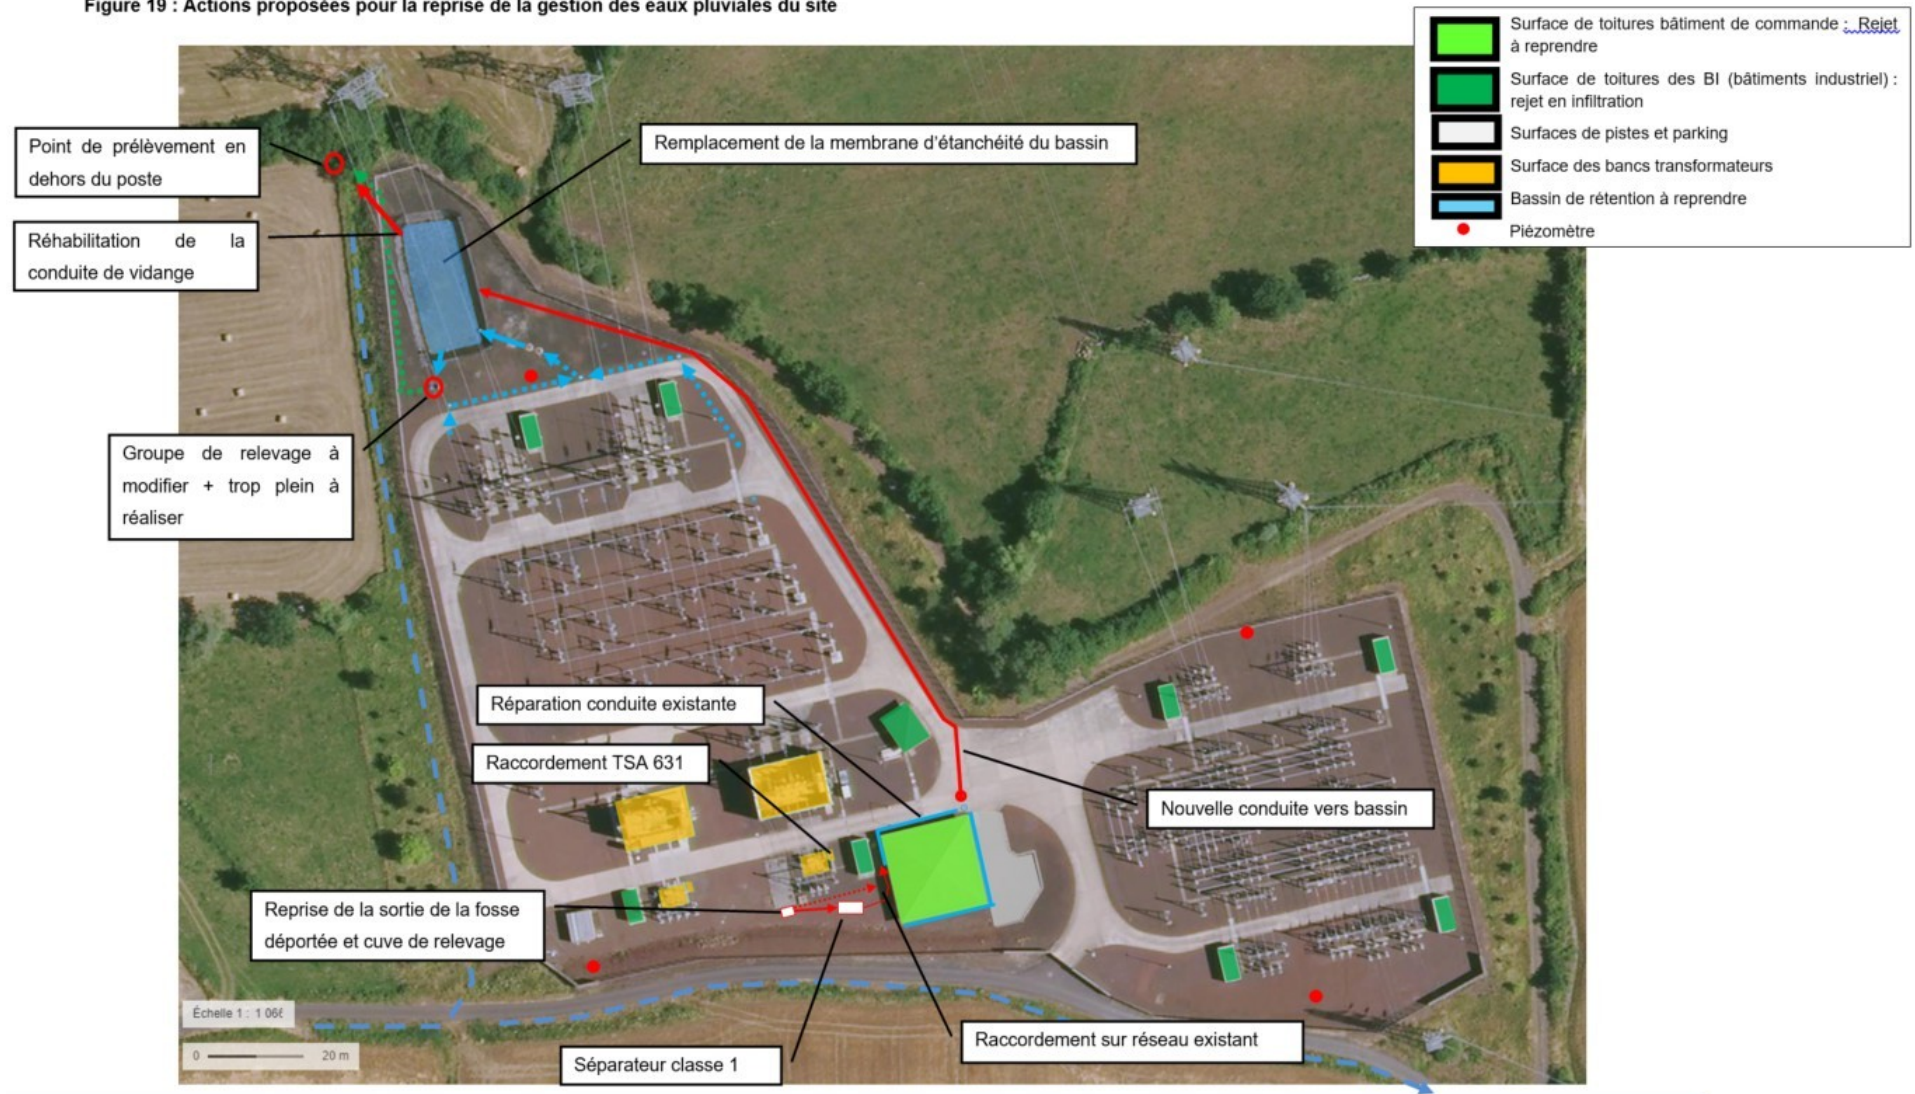 Figure 19 : Actions proposées pour la reprise de la gestion des eaux pluviales du site
Surface de toitures bâtiment de commande : Rejet
à reprendre
Surface de toitures des BI (bâtiments industriel) :
rejet en infiltration
Surfaces de pistes et parking
Surface des bancs transformateurs
Bassin de rétention à reprendre
Piézomètre
Point de prélèvement en
dehors du poste
Remplacement de la membrane d'étanchéité du bassin
Réhabilitation de la
conduite de vidange
Groupe de relevage à
modifier + trop plein à
réaliser
Réparation conduite existante
Raccordement TSA 631
Nouvelle conduite vers bassin
Reprise de la sortie de la fosse
déportée et cuve de relevage
Échelle 1 : 1 066
0 20 m
Raccordement sur réseau existant
Séparateur classe 1